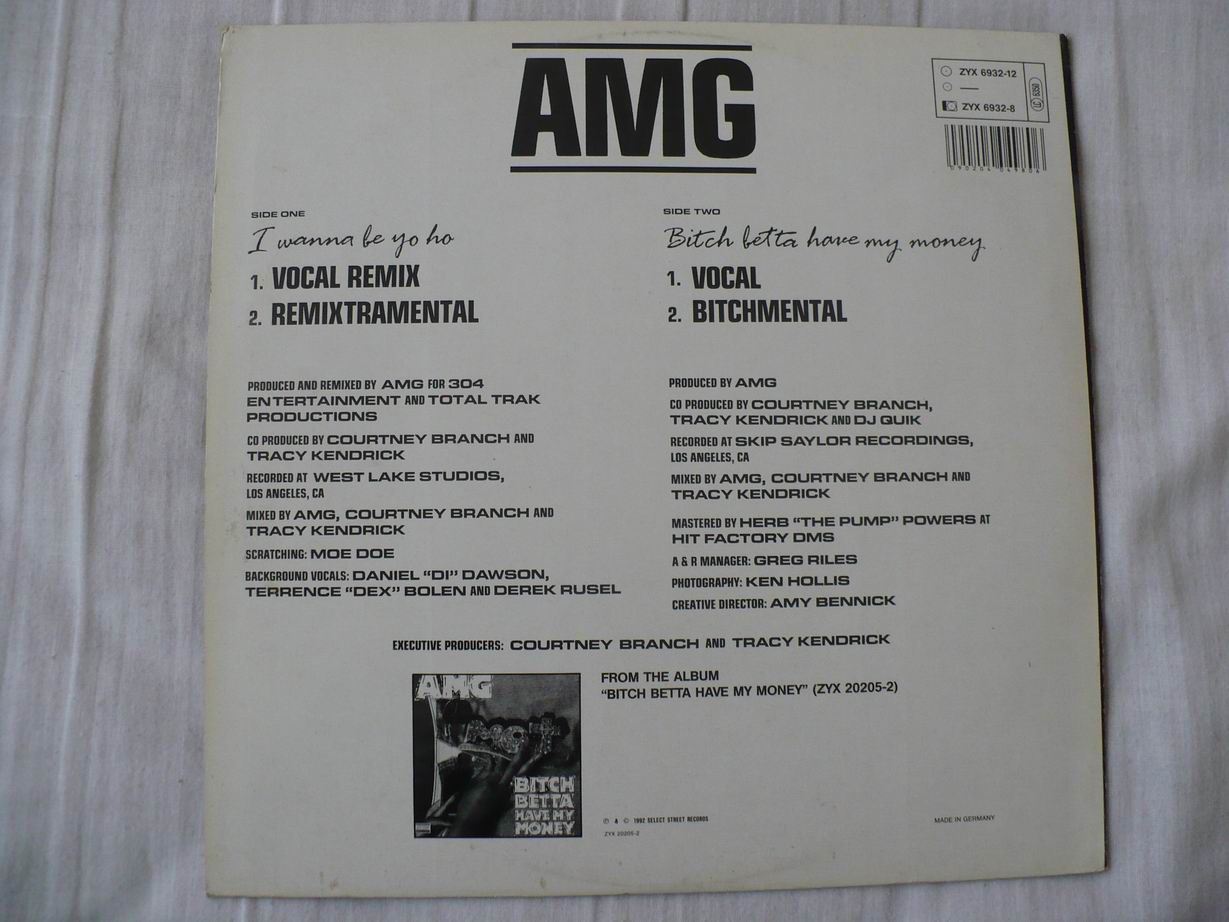 AMG
ZYX 6932-12
—
ZYX 6932-8
LC 6350
090204 049804
SIDE ONE
I wanna be yo ho
1. VOCAL REMIX
2. REMIXTRAMENTAL
PRODUCED AND REMIXED BY AMG FOR 304
ENTERTAINMENT AND TOTAL TRAK
PRODUCTIONS
CO PRODUCED BY COURTNEY BRANCH AND
TRACY KENDRICK
RECORDED AT WEST LAKE STUDIOS,
LOS ANGELES, CA
MIXED BY AMG, COURTNEY BRANCH AND
TRACY KENDRICK
SCRATCHING: MOE DOE
BACKGROUND VOCALS: DANIEL "DI" DAWSON,
TERRENCE "DEX" BOLEN AND DEREK RUSEL
SIDE TWO
Bitch betta have my money
1. VOCAL
2. BITCHMENTAL
PRODUCED BY AMG
CO PRODUCED BY COURTNEY BRANCH,
TRACY KENDRICK AND DJ QUIK
RECORDED AT SKIP SAYLOR RECORDINGS,
LOS ANGELES, CA
MIXED BY AMG, COURTNEY BRANCH AND
TRACY KENDRICK
MASTERED BY HERB "THE PUMP" POWERS AT
HIT FACTORY DMS
A & R MANAGER: GREG RILES
PHOTOGRAPHY: KEN HOLLIS
CREATIVE DIRECTOR: AMY BENNICK
EXECUTIVE PRODUCERS: COURTNEY BRANCH AND TRACY KENDRICK
AMG
BITCH
BETTA
HAVE MY
MONEY
FROM THE ALBUM
"BITCH BETTA HAVE MY MONEY" (ZYX 20205-2)
℗ & © 1992 SELECT STREET RECORDS
ZYX 20205-2
MADE IN GERMANY